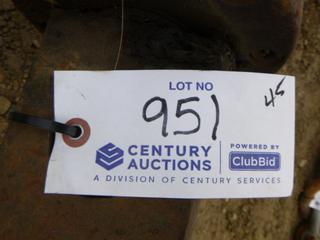 LOT NO
951
45
CENTURY
AUCTIONS
POWERED BY
ClubBid
A DIVISION OF CENTURY SERVICES